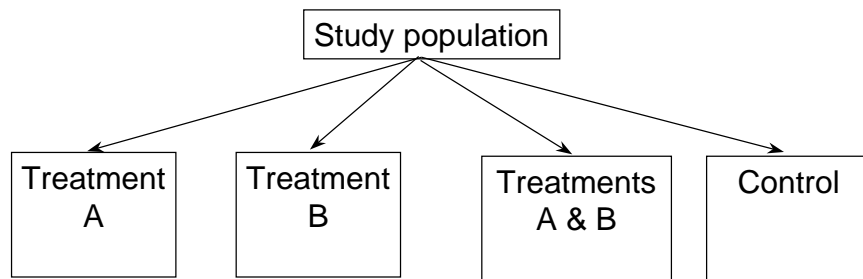 Study population
Treatment
A
Treatment
B
Treatments
A & B
Control